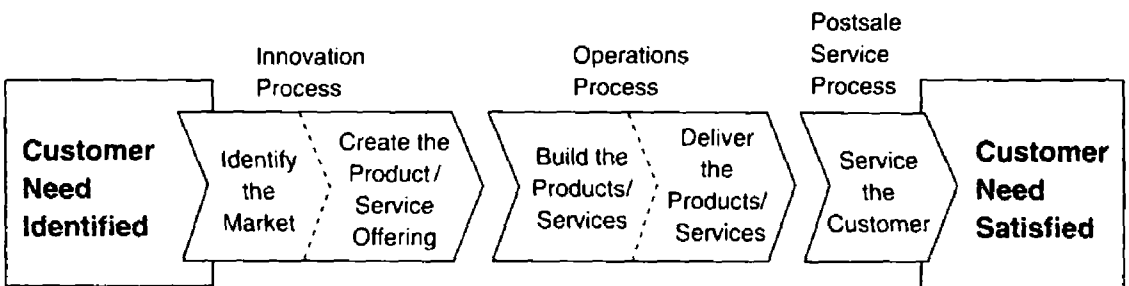 Innovation
Process
Operations
Process
Postsale
Service
Process
Customer
Need
Identified
Identify
the
Market
Create the
Product /
Service
Offering
Build the
Products/
Services
Deliver
the
Products/
Services
Service
the
Customer
Customer
Need
Satisfied